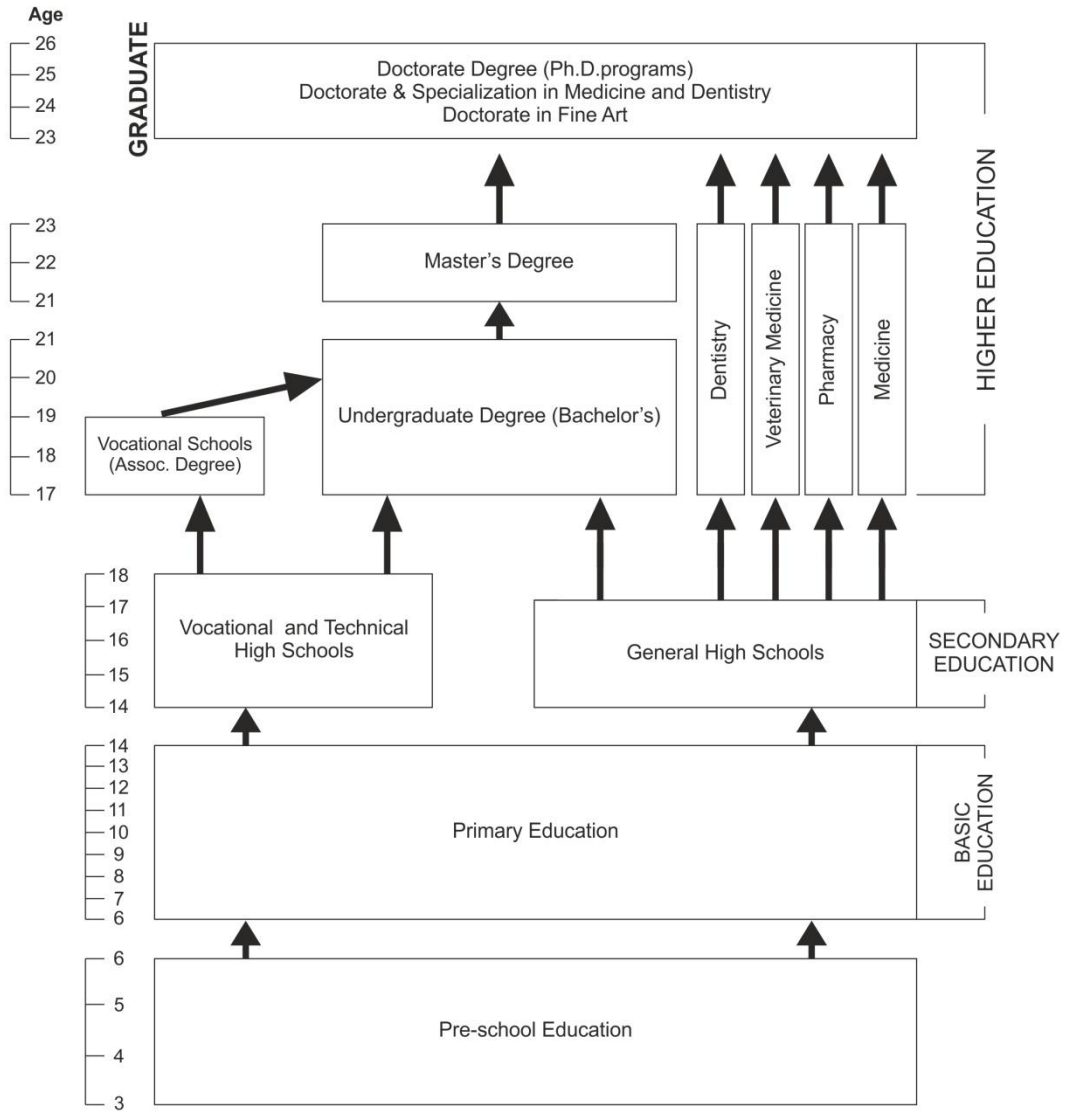 Age
26
25
24
23
GRADUATE
Doctorate Degree (Ph.D.programs)
Doctorate & Specialization in Medicine and Dentistry
Doctorate in Fine Art
HIGHER EDUCATION
23
22
21
Master's Degree
21
20
19
18
17
Vocational Schools
(Assoc. Degree)
Undergraduate Degree (Bachelor's)
Dentistry
Veterinary Medicine
Pharmacy
Medicine
18
17
16
15
14
Vocational and Technical
High Schools
General High Schools
SECONDARY
EDUCATION
14
13
12
11
10
9
8
7
6
Primary Education
BASIC
EDUCATION
6
5
4
3
Pre-school Education